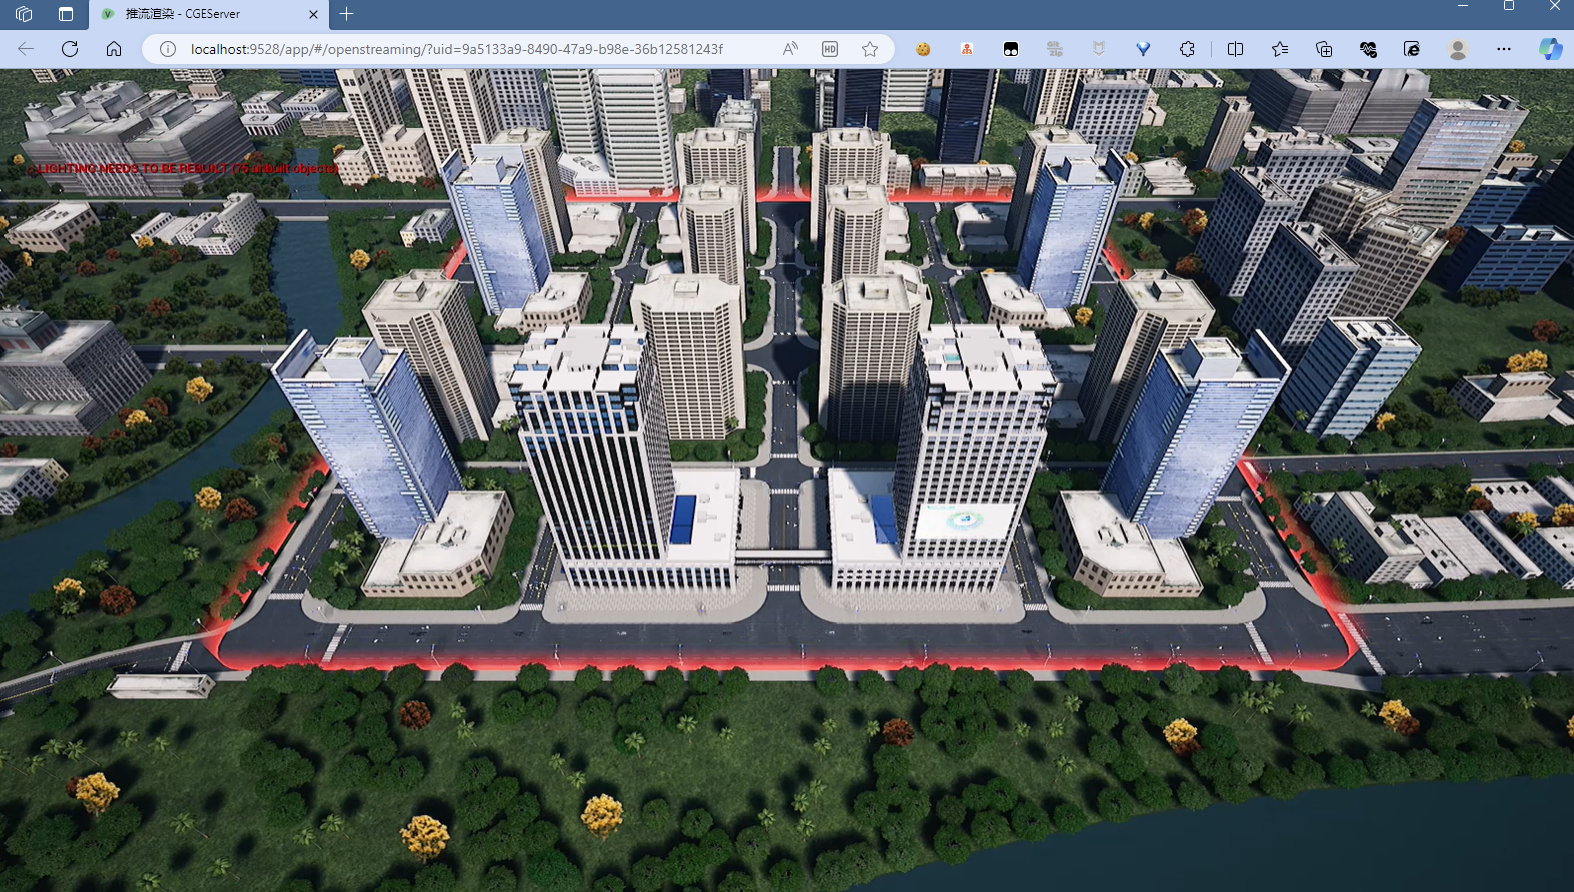 推流渲染 - CGEServer
localhost:9528/app/#/openstreaming/?uid=9a5133a9-8490-47a9-b98e-36b12581243f
LIGHTING NEEDS TO BE REBUILT (75 unbuilt objects)